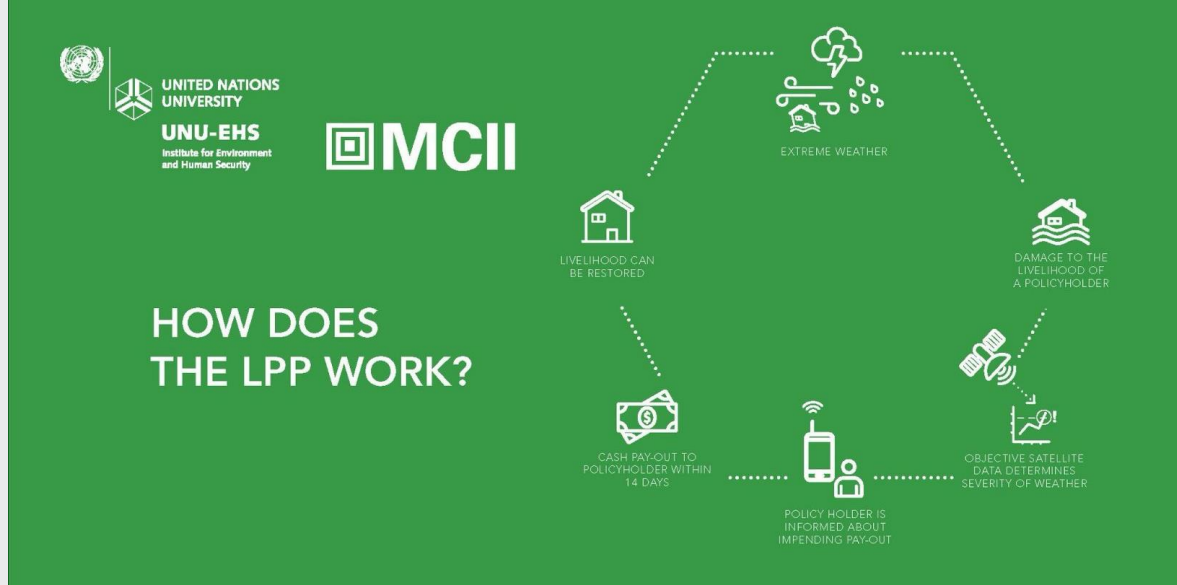 UNITED NATIONS
UNIVERSITY
UNU-EHS
Institute for Environment
and Human Security
MCII
HOW DOES
THE LPP WORK?
EXTREME WEATHER
DAMAGE TO THE
LIVELIHOOD OF
A POLICYHOLDER
OBJECTIVE SATELLITE
DATA DETERMINES
SEVERITY OF WEATHER
POLICY HOLDER IS
INFORMED ABOUT
IMPENDING PAY-OUT
CASH PAY-OUT TO
POLICYHOLDER WITHIN
14 DAYS
LIVELIHOOD CAN
BE RESTORED